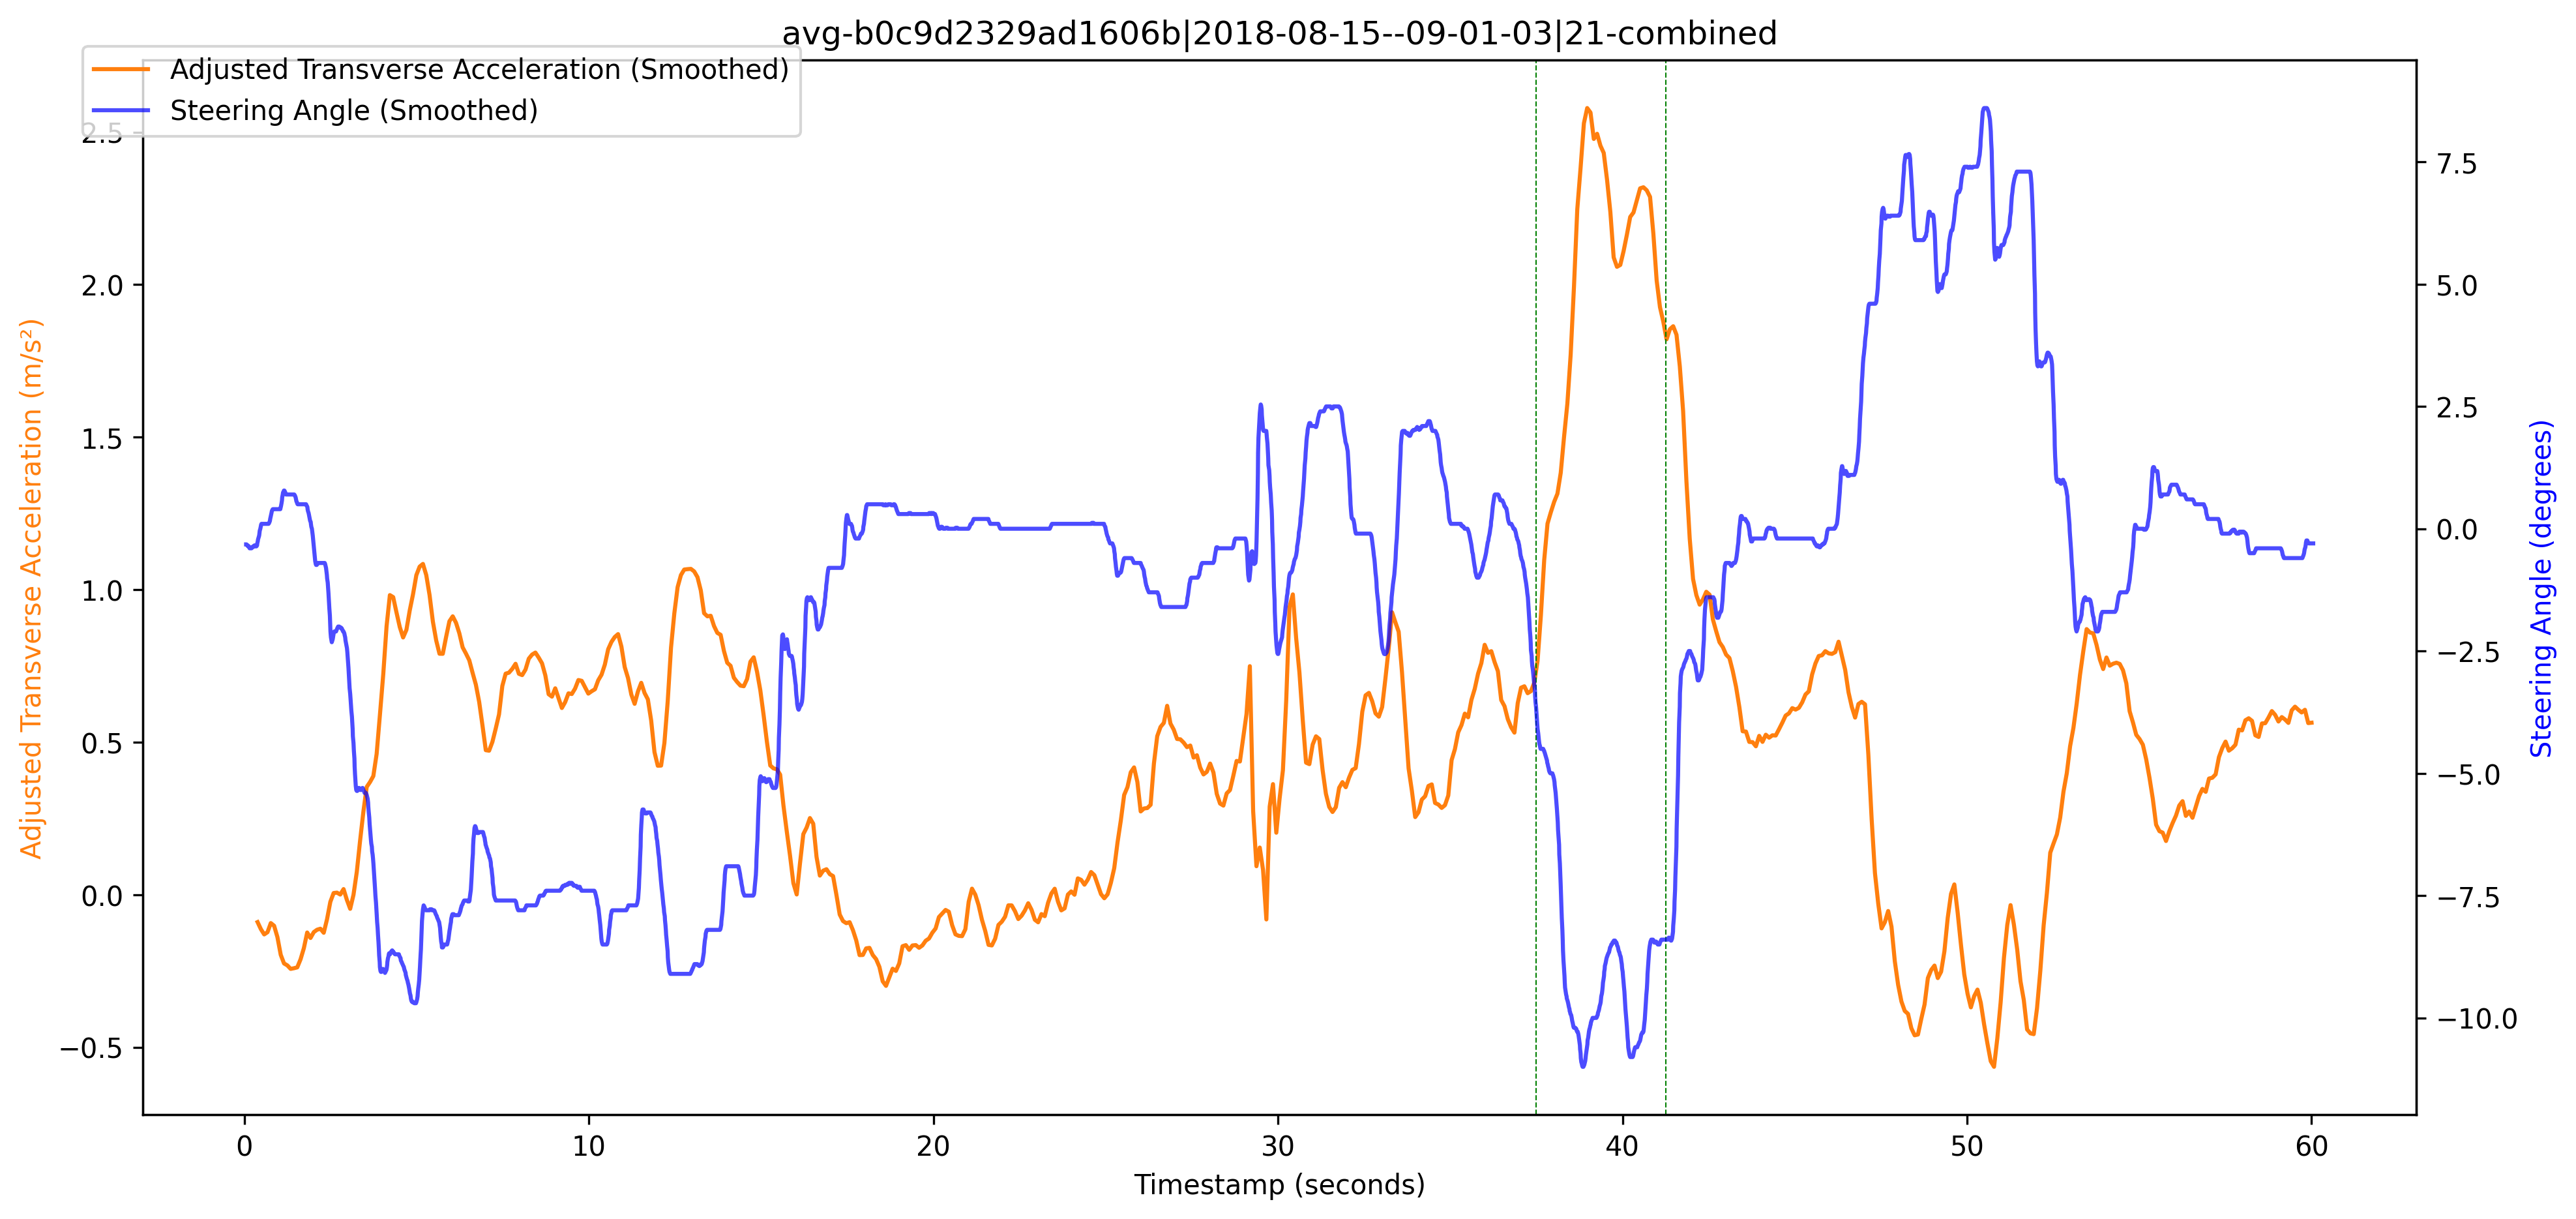 avg-b0c9d2329ad1606b|2018-08-15--09-01-03|21-combined
Adjusted Transverse Acceleration (Smoothed)
Steering Angle (Smoothed)
Adjusted Transverse Acceleration (m/s²)
2.5
2.0
1.5
1.0
0.5
0.0
−0.5
7.5
5.0
2.5
0.0
−2.5
−5.0
−7.5
−10.0
Steering Angle (degrees)
0 10 20 30 40 50 60
Timestamp (seconds)